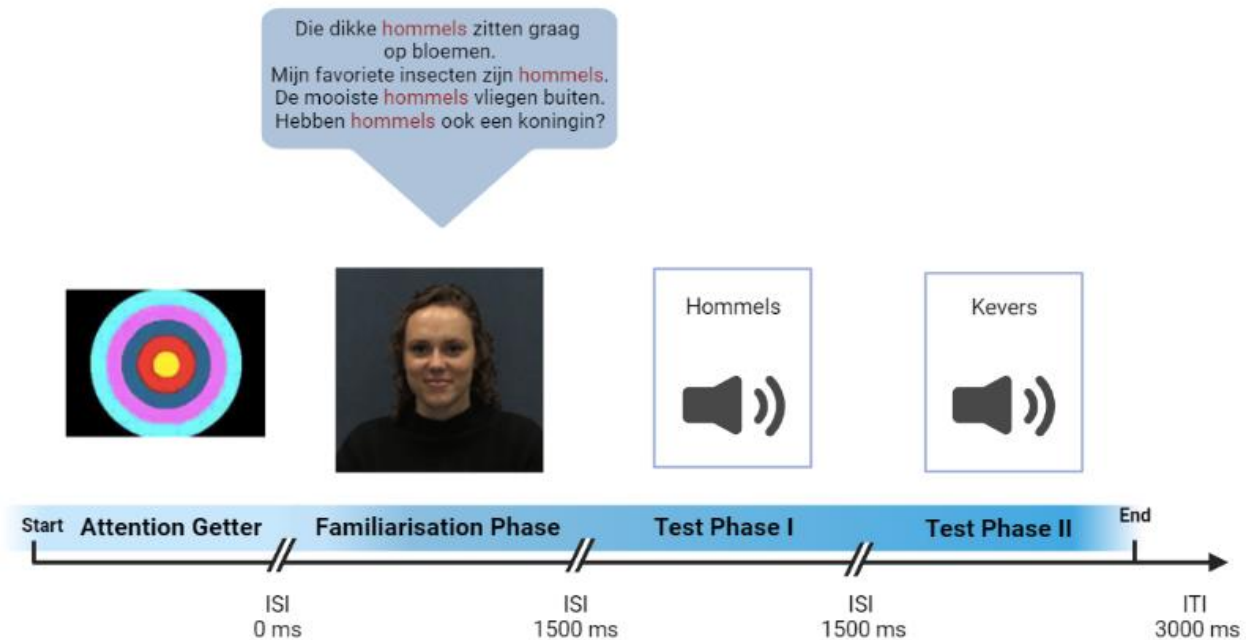 Die dikke hommels zitten graag
op bloemen.
Mijn favoriete insecten zijn hommels.
De mooiste hommels vliegen buiten.
Hebben hommels ook een koningin?
Hommels
Kevers
Start
Attention Getter
Familiarisation Phase
Test Phase I
Test Phase II
End
ISI
0 ms
ISI
1500 ms
ISI
1500 ms
ITI
3000 ms